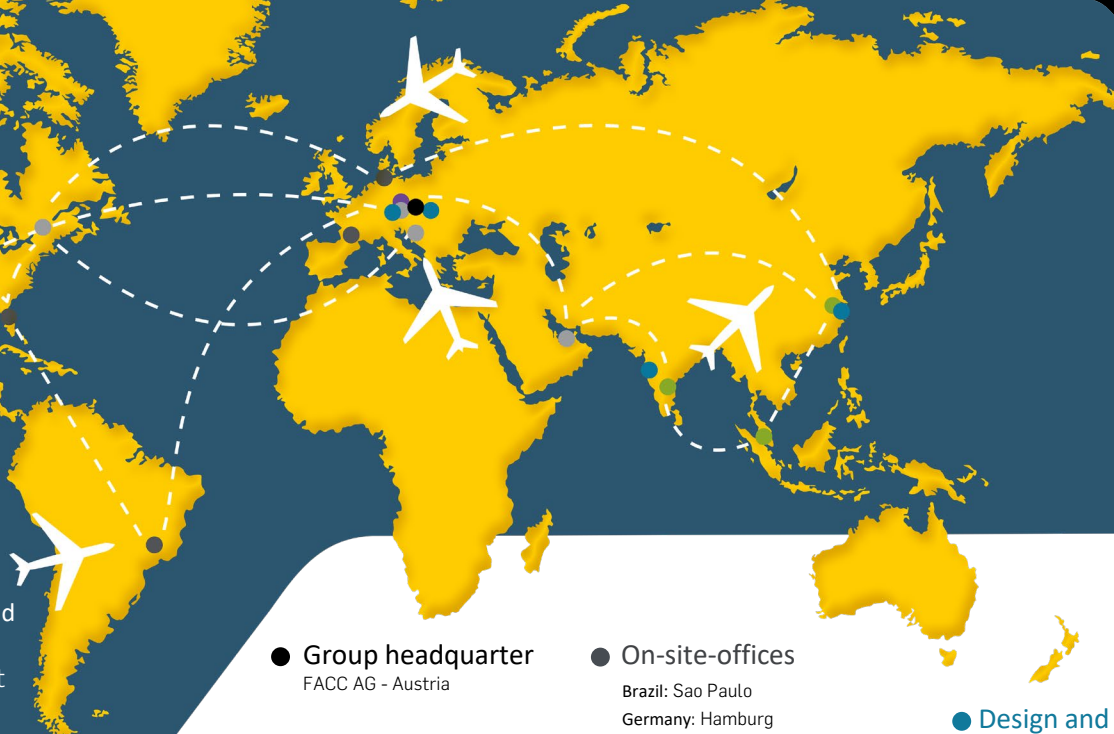 d
t
Group headquarter
FACC AG - Austria
On-site-offices
Brazil: Sao Paulo
Germany: Hamburg
Design and